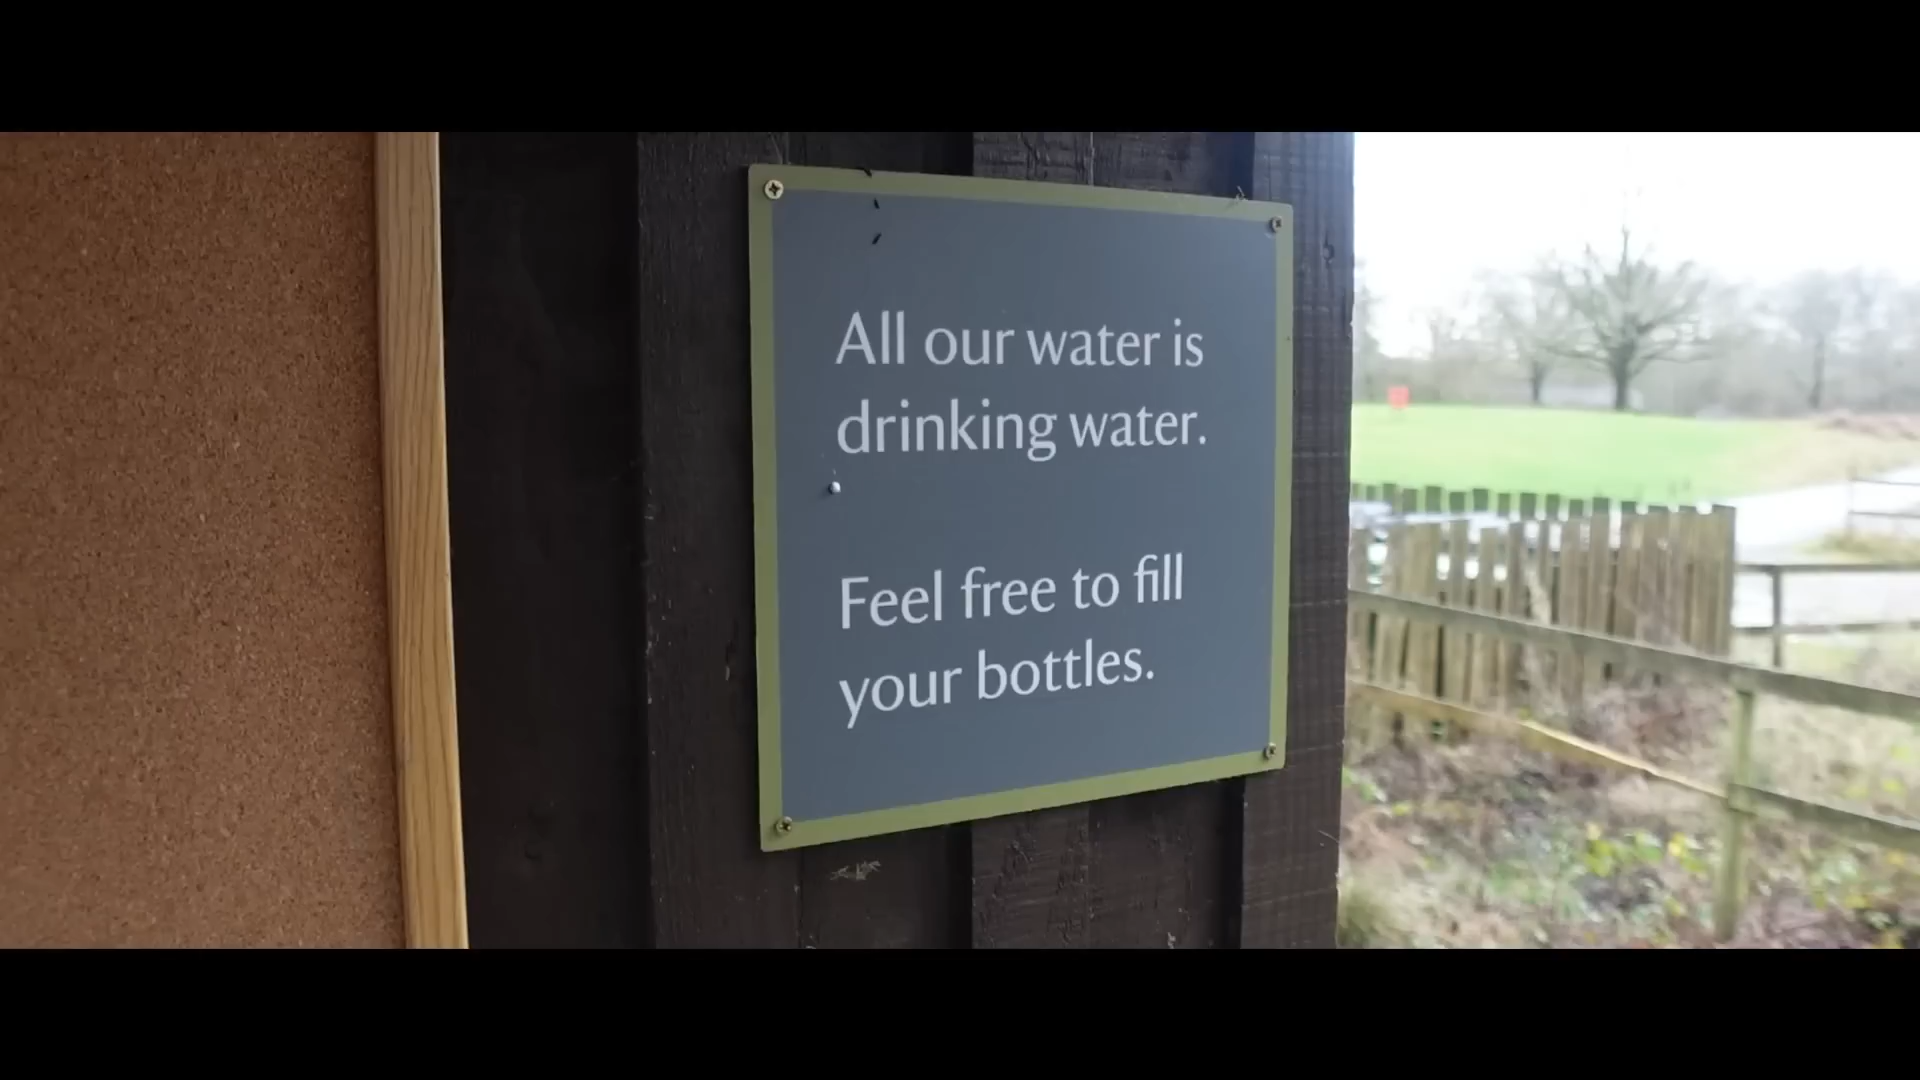 All our water is
drinking water.
Feel free to fill
your bottles.